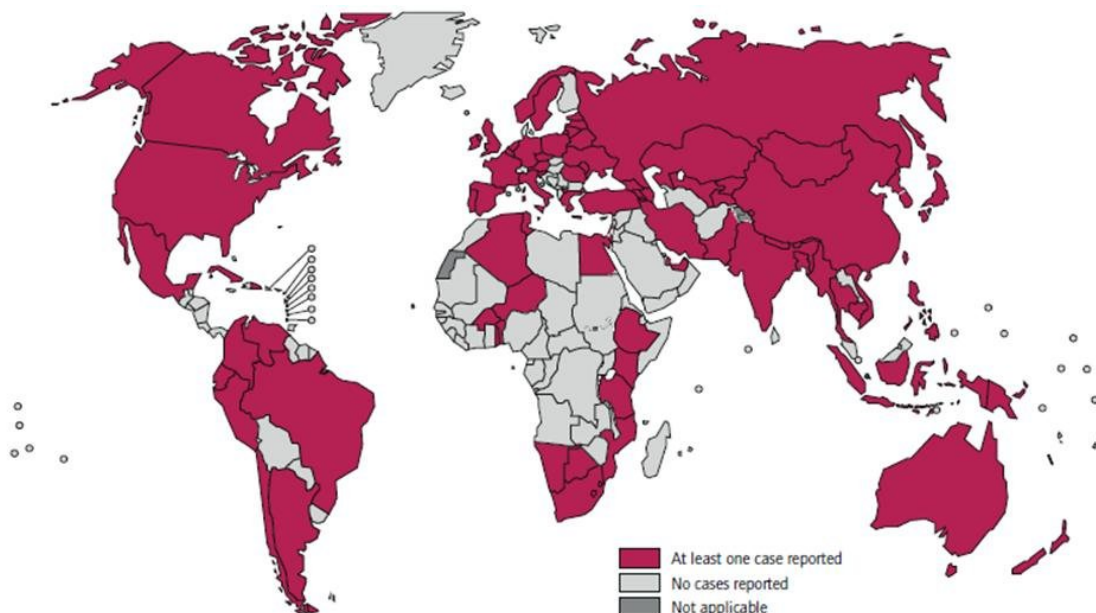 At least one case reported
No cases reported
Not applicable